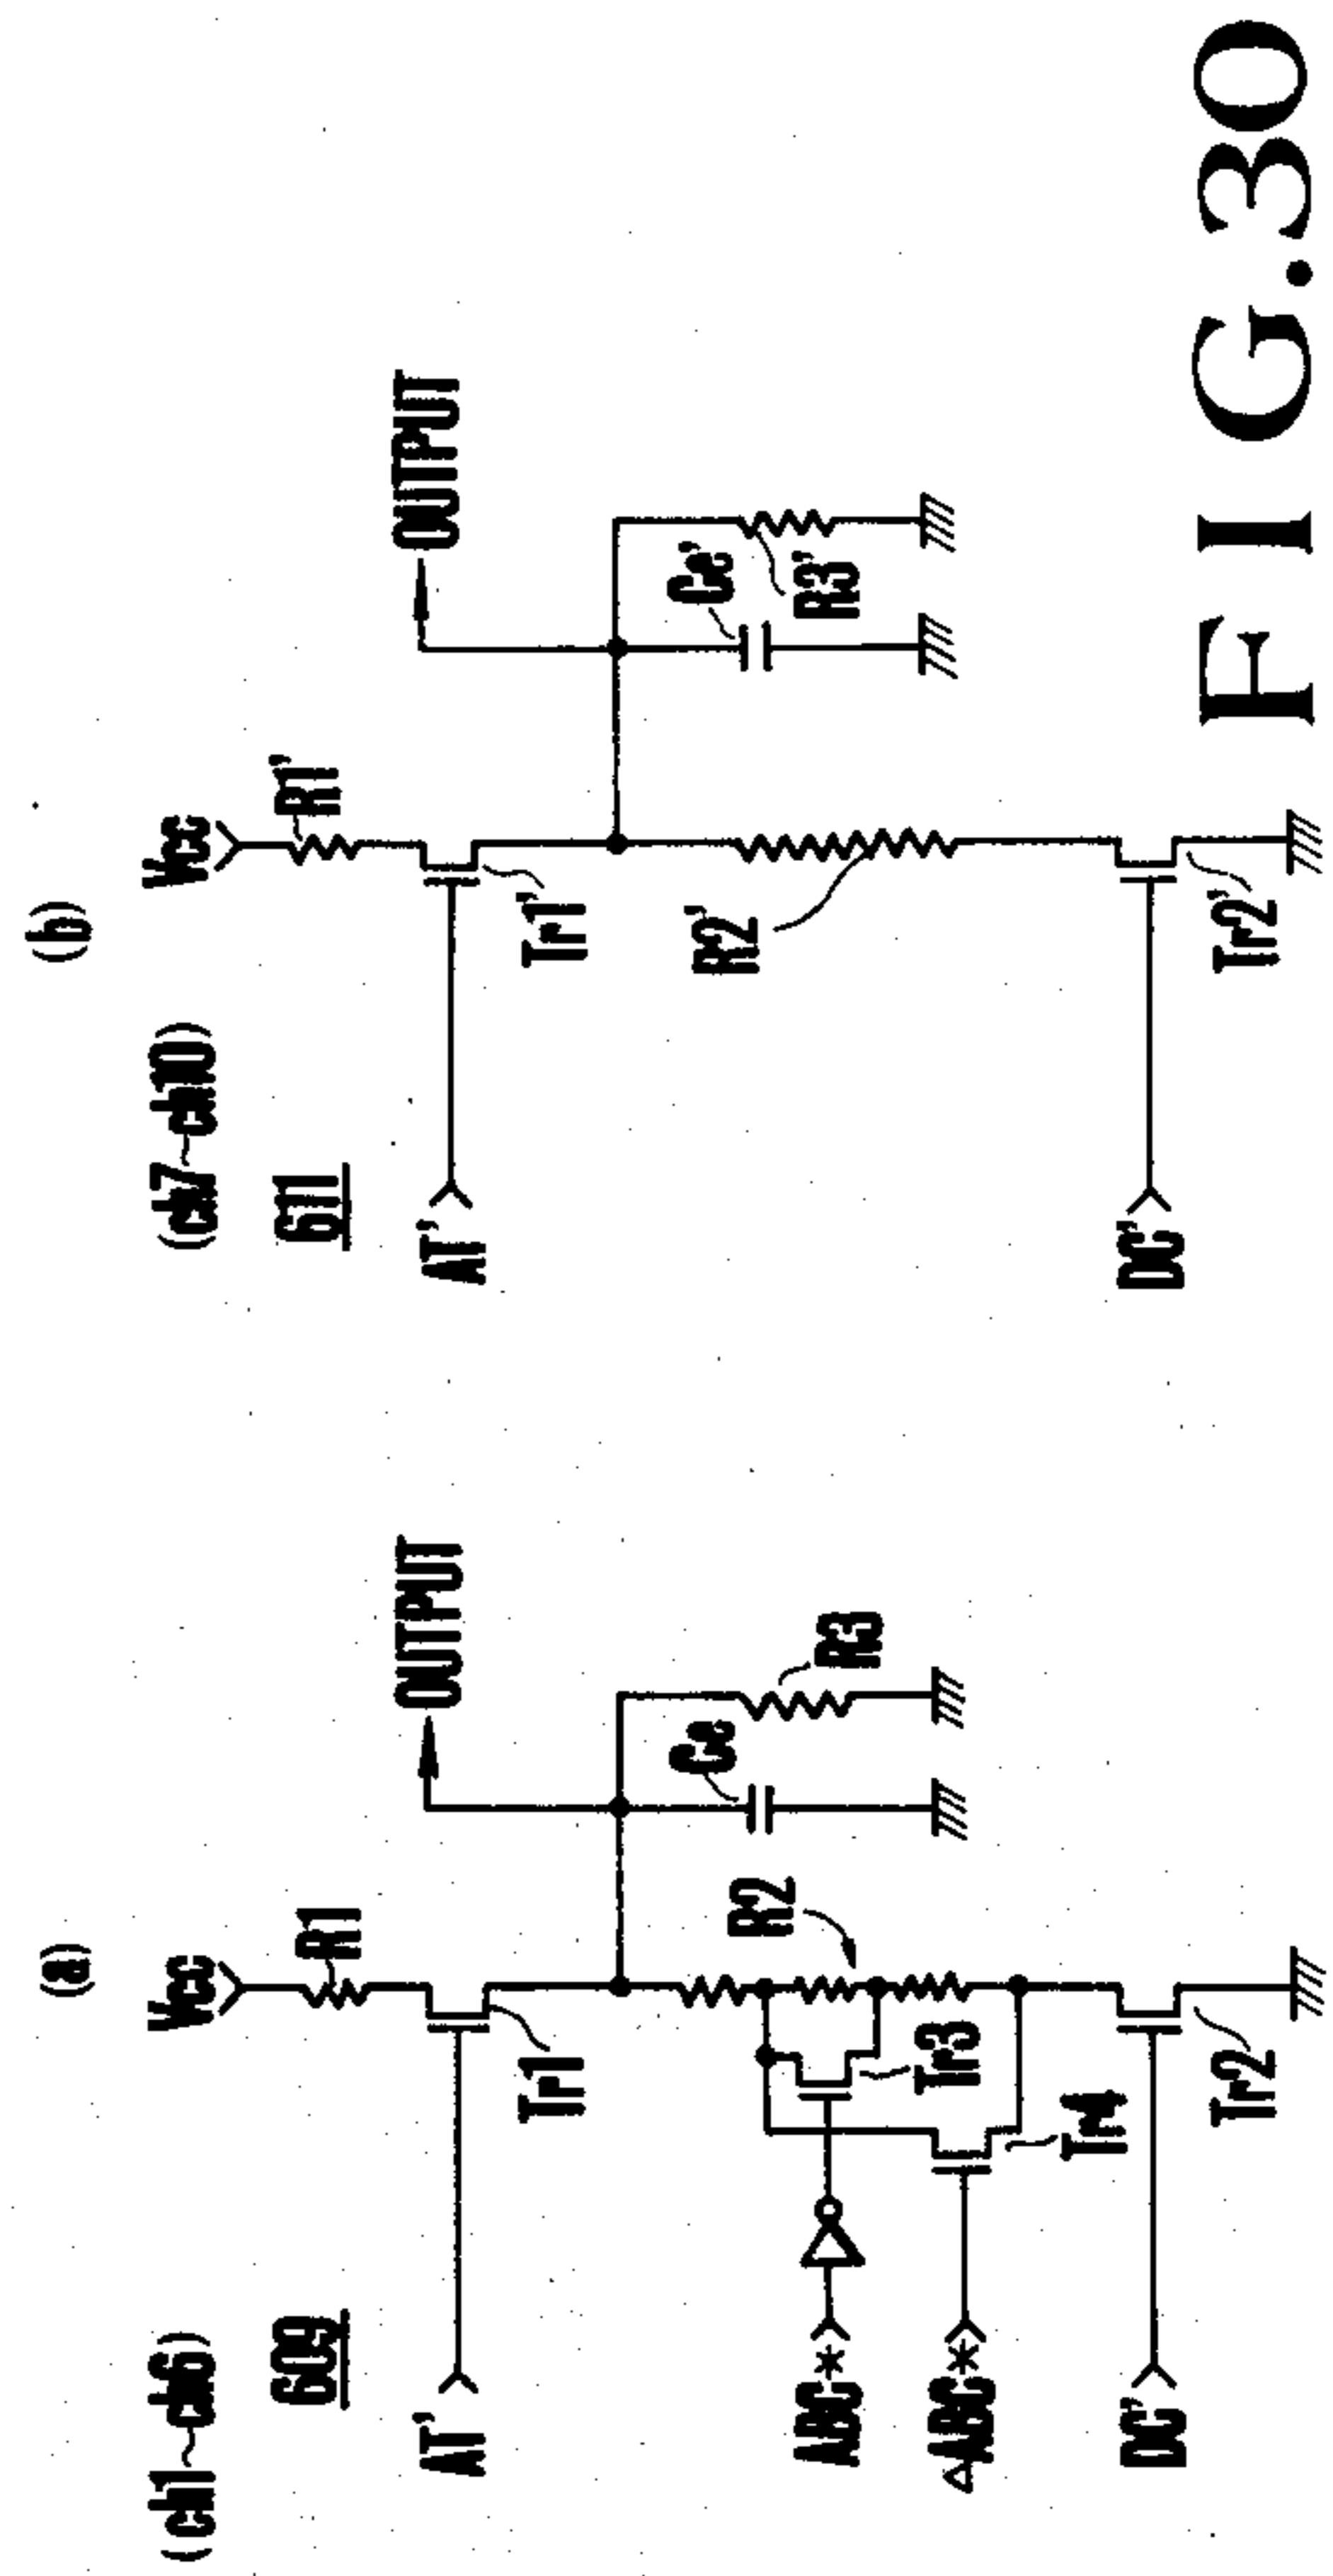 (a)
(ch1~ch6)
609
Vcc
R1
AT'
Tr1
OUTPUT
Ce
R3
R2
Tr3
Tr4
ABC*
△ABC*
DC'
Tr2
(b)
(ch7~ch10)
611
Vcc
R1'
AT'
Tr1'
OUTPUT
Ce'
R3'
R2'
DC'
Tr2'
FIG.30